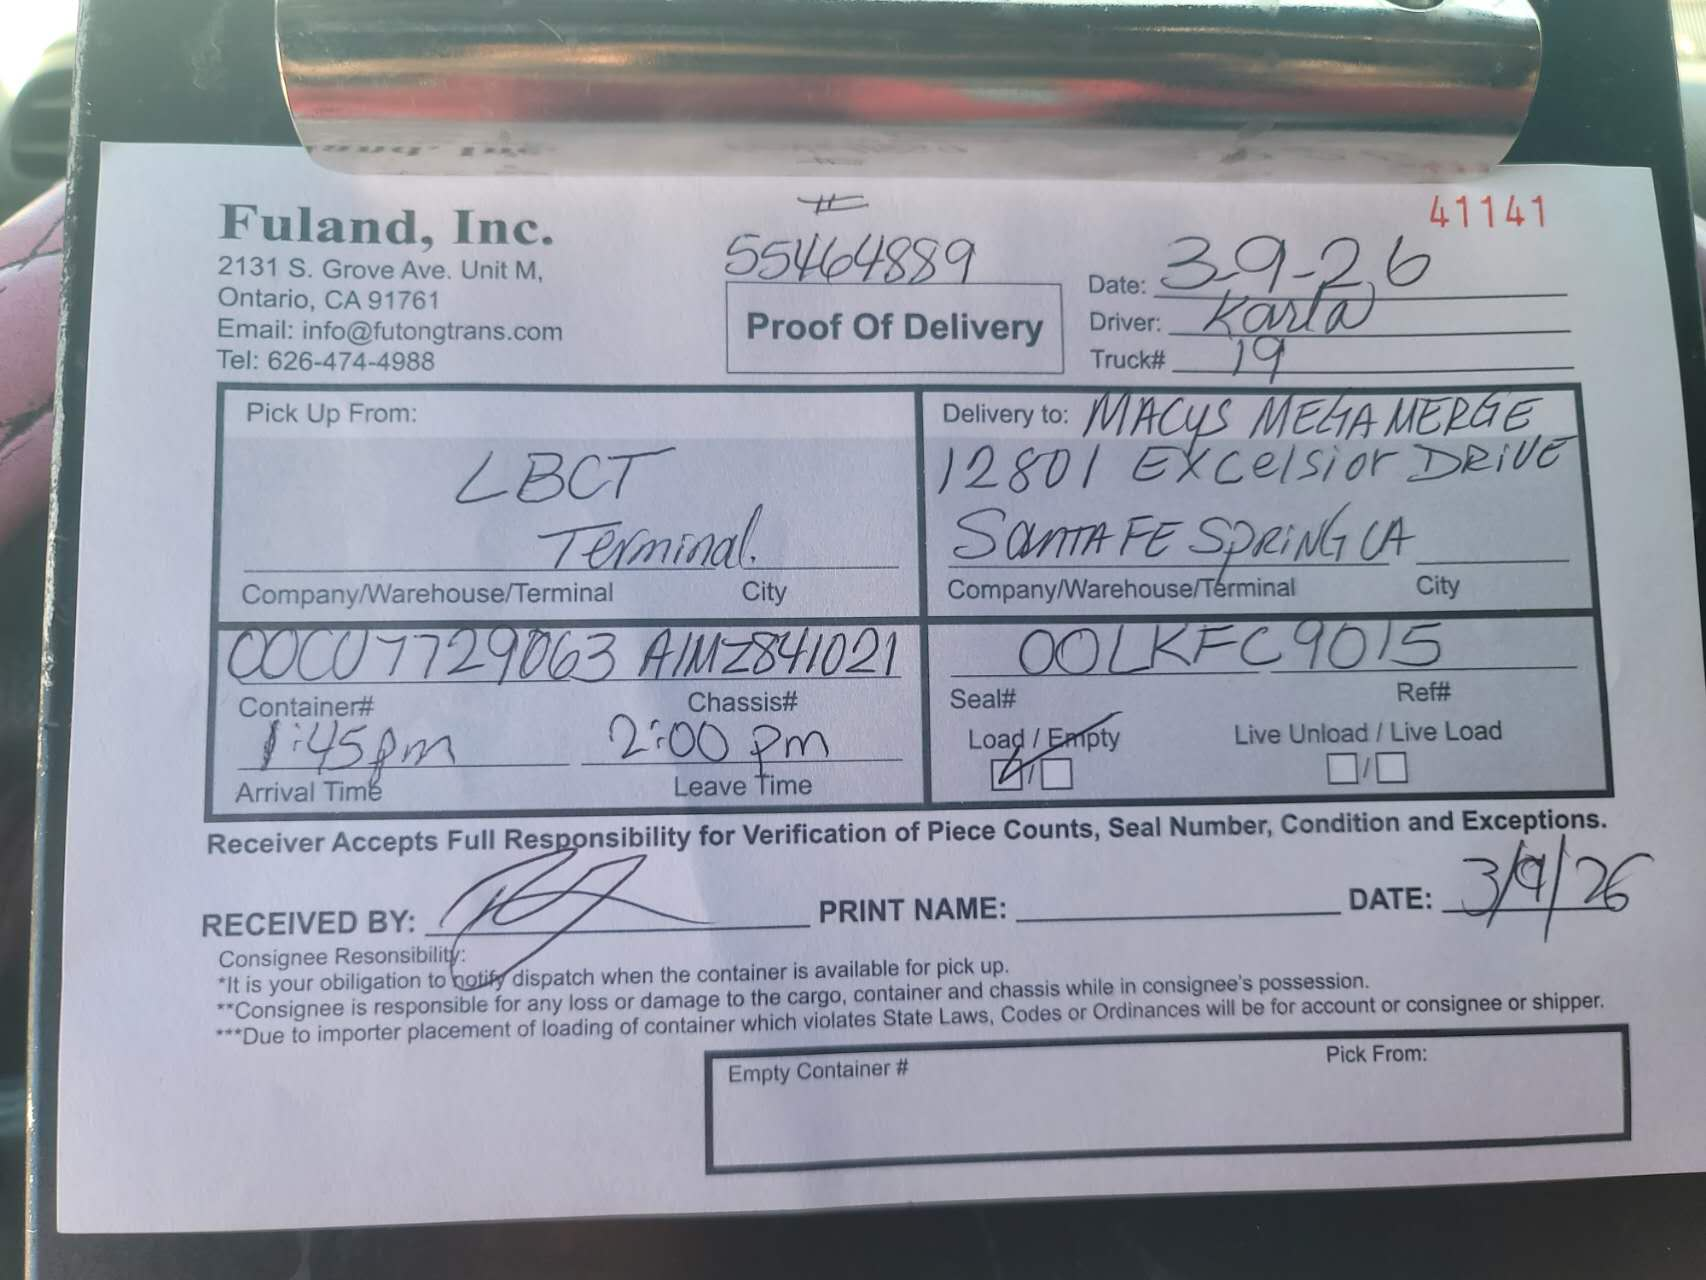 Fuland, Inc.
2131 S. Grove Ave. Unit M,
Ontario, CA 91761
Email: info@futongtrans.com
Tel: 626-474-4988
#
55464889
Proof Of Delivery
41141
Date: 3-9-26
Driver: Karla
Truck# 19
Pick Up From:
LBCT
Terminal.
Company/Warehouse/Terminal City
Delivery to: MACYS MEGA MERGE
12801 Excelsior DRIVE
SANTA FE SPRING CA
Company/Warehouse/Terminal City
OOCU7729063 AIMZ841021
Container# Chassis#
1:45pm 2:00 pm
Arrival Time Leave Time
OOLKFC9015
Seal# Ref#
Load / Empty Live Unload / Live Load
/ /
Receiver Accepts Full Responsibility for Verification of Piece Counts, Seal Number, Condition and Exceptions.
RECEIVED BY: PRINT NAME: DATE: 3/9/26
Consignee Resonsibility:
*It is your obiligation to notify dispatch when the container is available for pick up.
**Consignee is responsible for any loss or damage to the cargo, container and chassis while in consignee's possession.
***Due to importer placement of loading of container which violates State Laws, Codes or Ordinances will be for account or consignee or shipper.
Empty Container # Pick From: